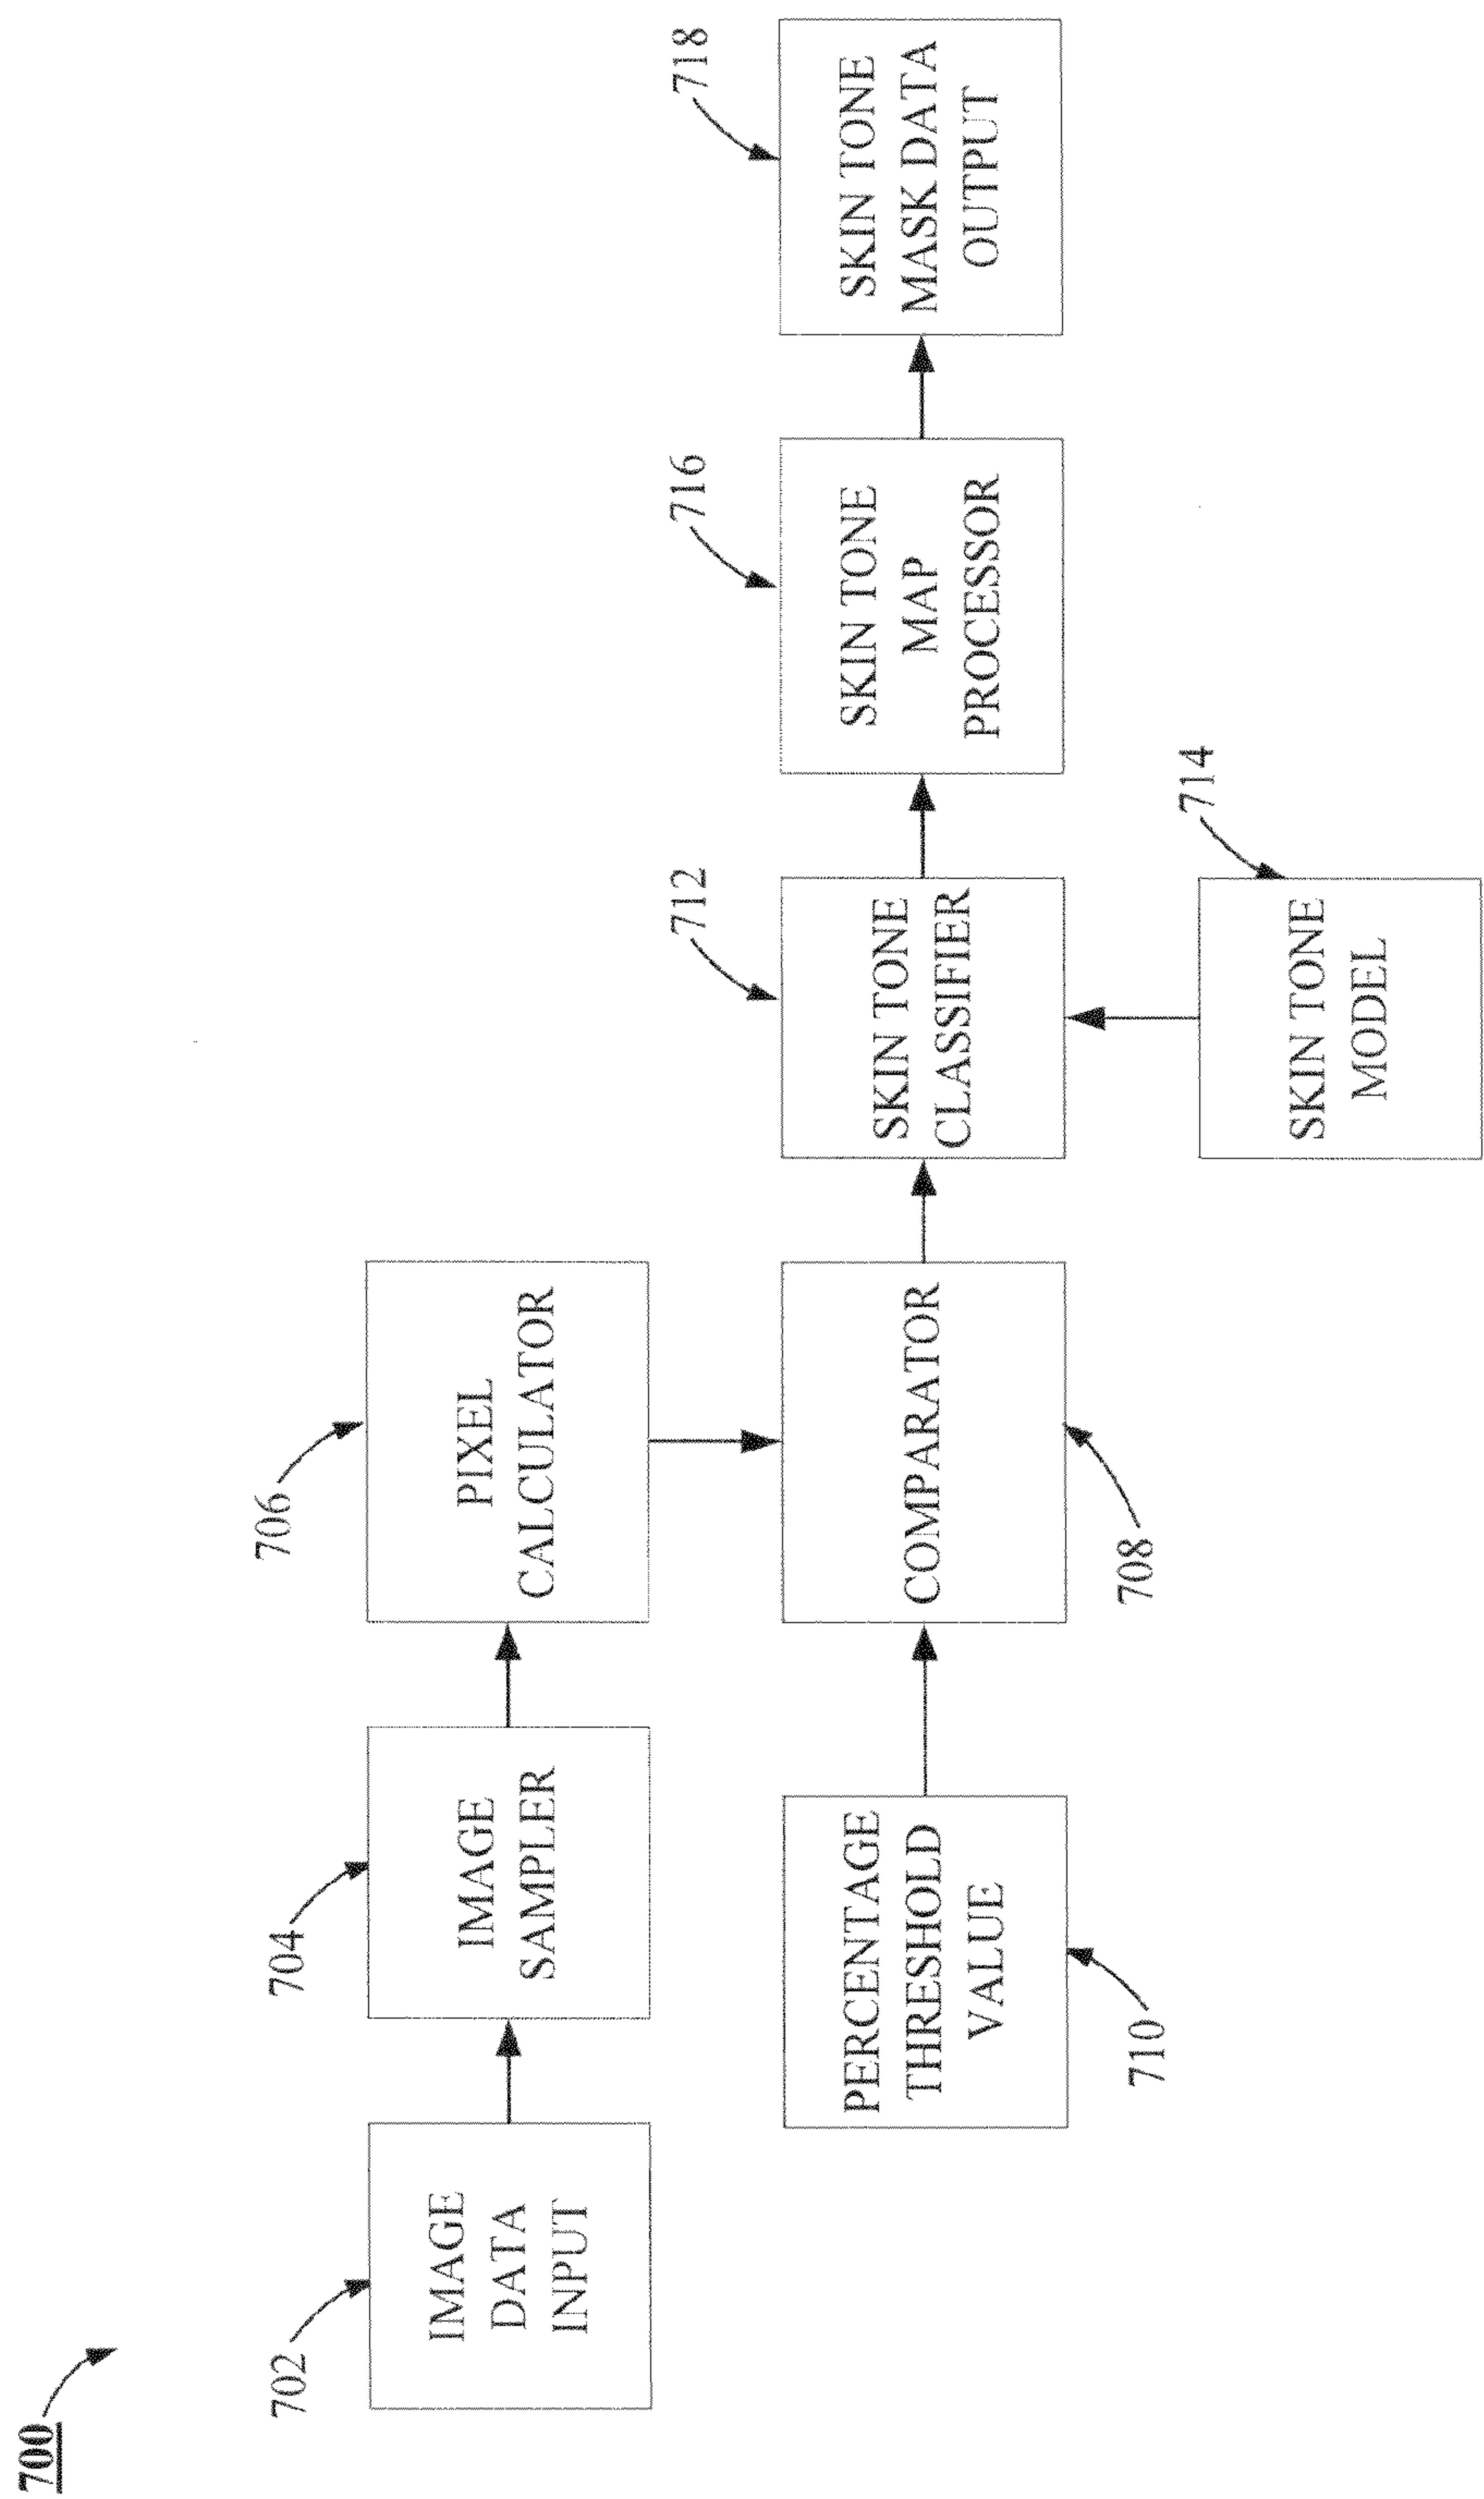 700
702
IMAGE
DATA
INPUT
704
IMAGE
SAMPLER
706
PIXEL
CALCULATOR
710
PERCENTAGE
THRESHOLD
VALUE
708
COMPARATOR
712
SKIN TONE
CLASSIFIER
714
SKIN TONE
MODEL
716
SKIN TONE
MAP
PROCESSOR
718
SKIN TONE
MASK DATA
OUTPUT